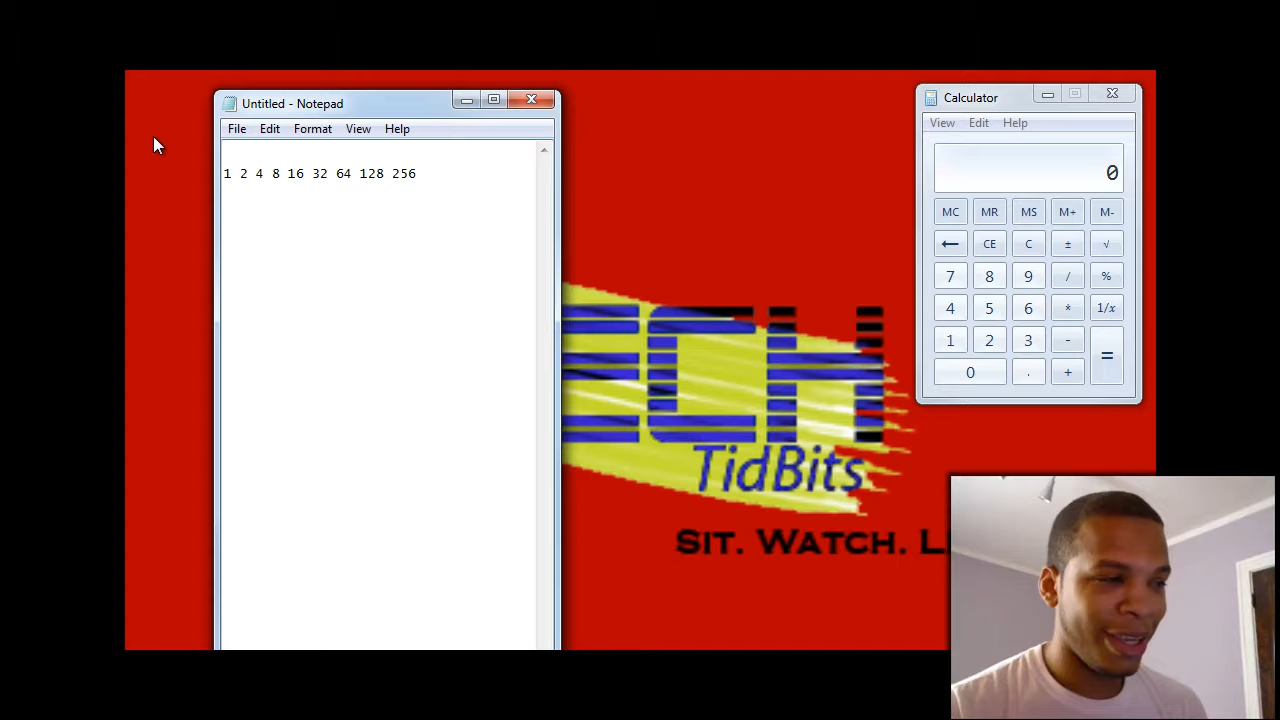 Untitled - Notepad
File Edit Format View Help
1 2 4 8 16 32 64 128 256
Calculator
View Edit Help
0
MC MR MS M+ M-
← CE C ± √
7 8 9 / %
4 5 6 * 1/x
1 2 3 - =
0 . +
ECH
TidBits
SIT. WATCH.